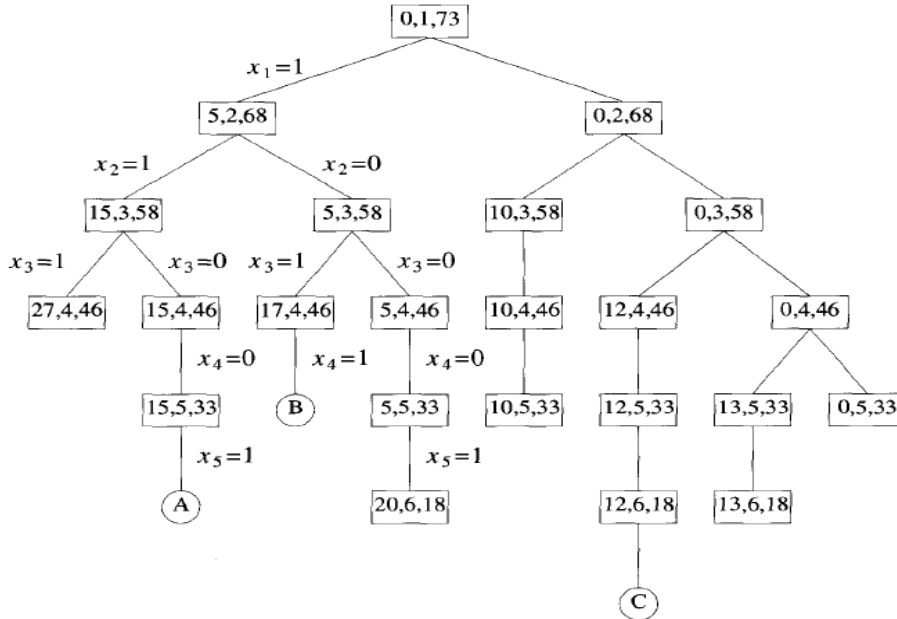 0,1,73
x1=1
5,2,68
0,2,68
x2=1
x2=0
15,3,58
5,3,58
10,3,58
0,3,58
x3=1
x3=0
x3=1
x3=0
27,4,46
15,4,46
17,4,46
5,4,46
10,4,46
12,4,46
0,4,46
x4=0
x4=1
x4=0
15,5,33
B
5,5,33
10,5,33
12,5,33
13,5,33
0,5,33
x5=1
x5=1
A
20,6,18
12,6,18
13,6,18
C